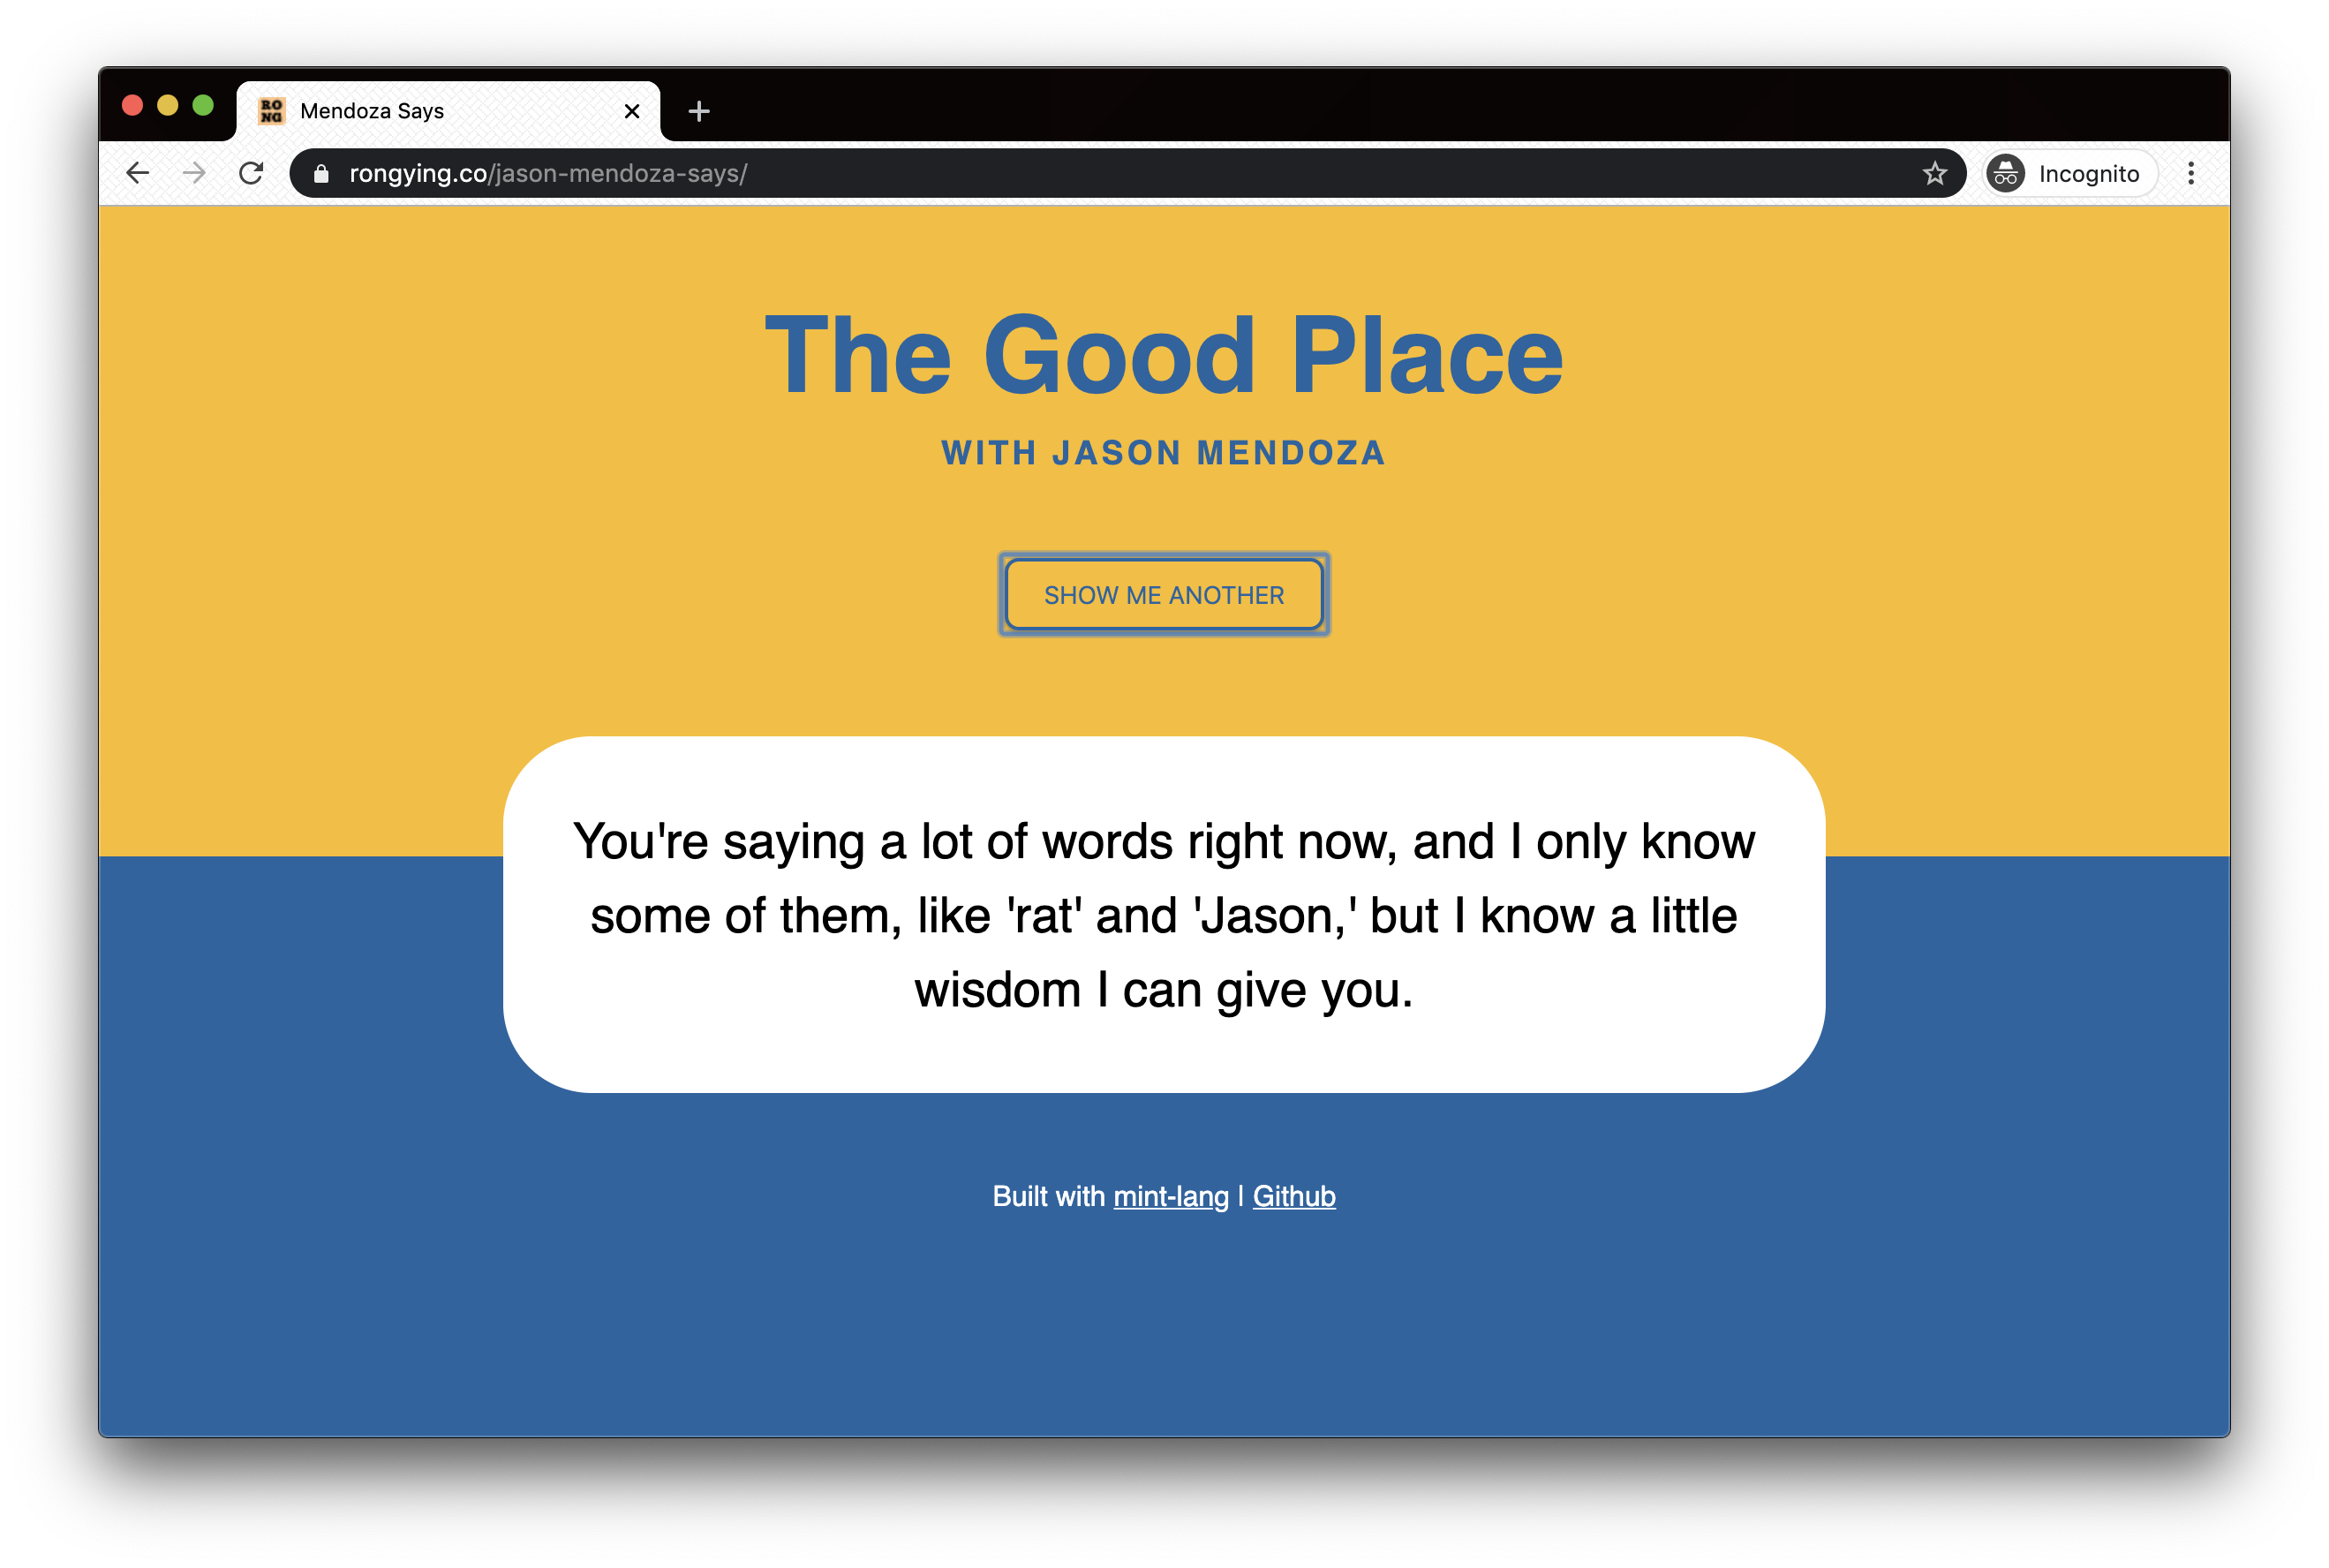 RO
NG
Mendoza Says
rongying.co/jason-mendoza-says/
Incognito
The Good Place
WITH JASON MENDOZA
SHOW ME ANOTHER
You're saying a lot of words right now, and I only know
some of them, like 'rat' and 'Jason,' but I know a little
wisdom I can give you.
Built with mint-lang | Github